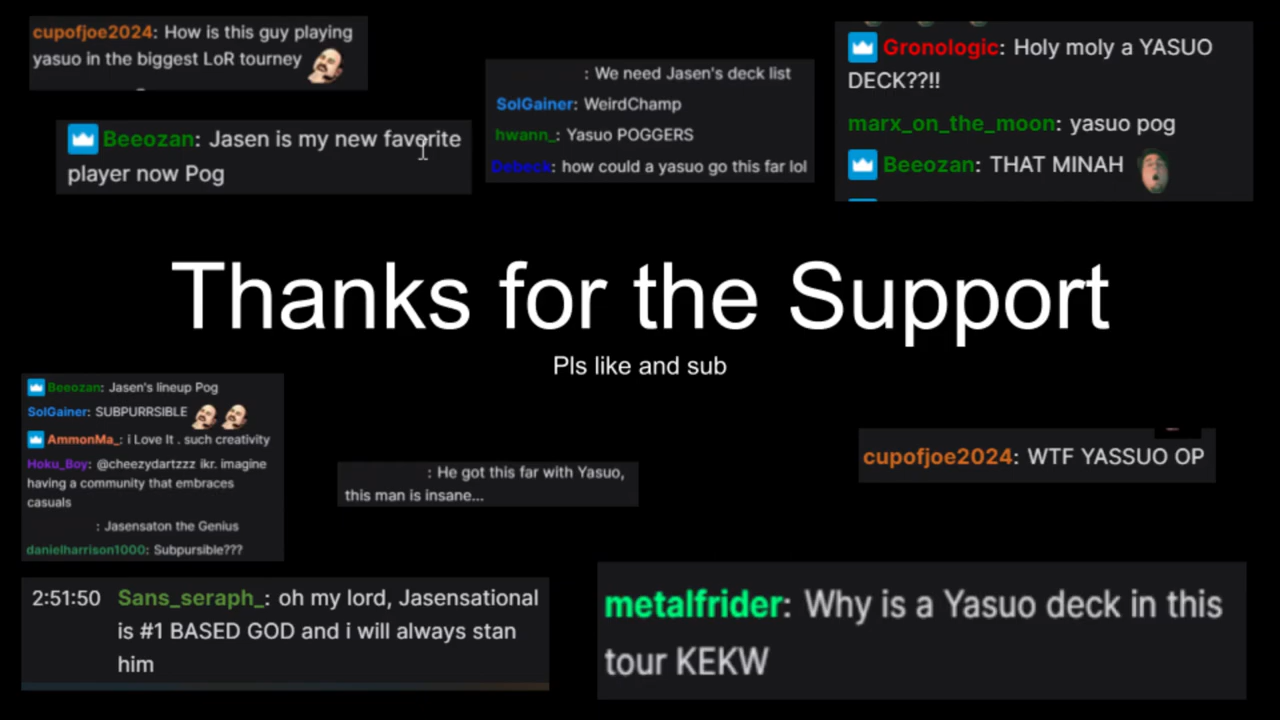 cupofjoe2024: How is this guy playing
yasuo in the biggest LoR tourney
Beeozan: Jasen is my new favorite
player now Pog
: We need Jasen's deck list
SolGainer: WeirdChamp
hwann_: Yasuo POGGERS
Debeck: how could a yasuo go this far lol
Gronologic: Holy moly a YASUO
DECK??!!
marx_on_the_moon: yasuo pog
Beeozan: THAT MINAH
Thanks for the Support
Pls like and sub
Beeozan: Jasen's lineup Pog
SolGainer: SUBPURRSIBLE
AmmonMa_: i Love It . such creativity
Hoku_Boy: @cheezydartzzz ikr. imagine
having a community that embraces
casuals
: Jasensaton the Genius
danielharrison1000: Subpursible???
: He got this far with Yasuo,
this man is insane...
cupofjoe2024: WTF YASSUO OP
2:51:50 Sans_seraph_: oh my lord, Jasensational
is #1 BASED GOD and i will always stan
him
metalfrider: Why is a Yasuo deck in this
tour KEKW